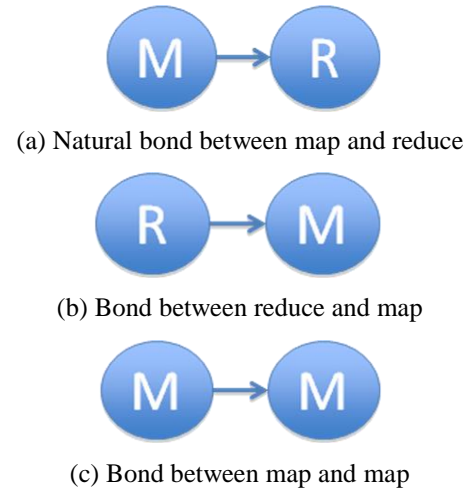 M R
(a) Natural bond between map and reduce
R M
(b) Bond between reduce and map
M M
(c) Bond between map and map